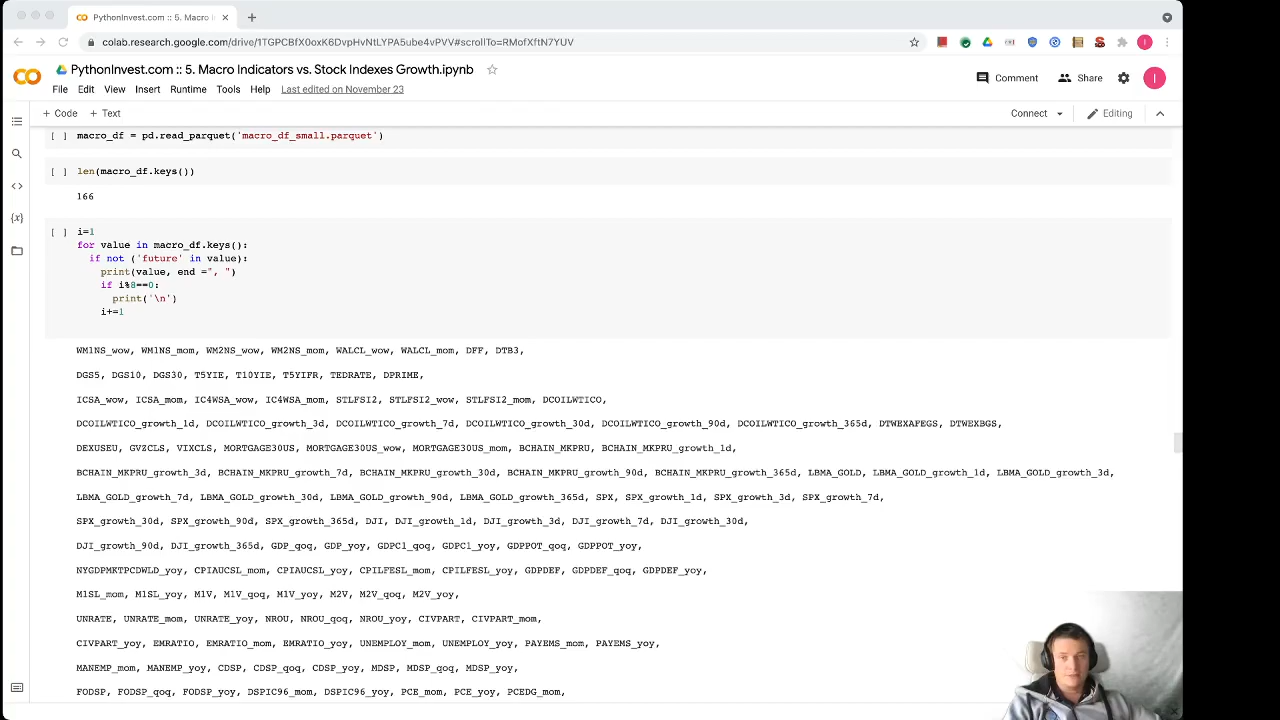 PythonInvest.com :: 5. Macro I
colab.research.google.com/drive/1TGPCBfX0oxK6DvpHvNtLYPA5ube4vPVV#scrollTo=RMofXftN7YUV
PythonInvest.com :: 5. Macro Indicators vs. Stock Indexes Growth.ipynb
Comment
Share
I
I
File Edit View Insert Runtime Tools Help Last edited on November 23
+ Code + Text
Connect
Editing
[ ] macro_df = pd.read_parquet('macro_df_small.parquet')
[ ] len(macro_df.keys())
166
[ ] i=1
for value in macro_df.keys():
if not ('future' in value):
print(value, end =", ")
if i%8==0:
print('\n')
i+=1
WM1NS_wow, WM1NS_mom, WM2NS_wow, WM2NS_mom, WALCL_wow, WALCL_mom, DFF, DTB3,
DGS5, DGS10, DGS30, T5YIE, T10YIE, T5YIFR, TEDRATE, DPRIME,
ICSA_wow, ICSA_mom, IC4WSA_wow, IC4WSA_mom, STLFSI2, STLFSI2_wow, STLFSI2_mom, DCOILWTICO,
DCOILWTICO_growth_1d, DCOILWTICO_growth_3d, DCOILWTICO_growth_7d, DCOILWTICO_growth_30d, DCOILWTICO_growth_90d, DCOILWTICO_growth_365d, DTWEXAFEGS, DTWEXBGS,
DEXUSEU, GVZCLS, VIXCLS, MORTGAGE30US, MORTGAGE30US_wow, MORTGAGE30US_mom, BCHAIN_MKPRU, BCHAIN_MKPRU_growth_1d,
BCHAIN_MKPRU_growth_3d, BCHAIN_MKPRU_growth_7d, BCHAIN_MKPRU_growth_30d, BCHAIN_MKPRU_growth_90d, BCHAIN_MKPRU_growth_365d, LBMA_GOLD, LBMA_GOLD_growth_1d, LBMA_GOLD_growth_3d,
LBMA_GOLD_growth_7d, LBMA_GOLD_growth_30d, LBMA_GOLD_growth_90d, LBMA_GOLD_growth_365d, SPX, SPX_growth_1d, SPX_growth_3d, SPX_growth_7d,
SPX_growth_30d, SPX_growth_90d, SPX_growth_365d, DJI, DJI_growth_1d, DJI_growth_3d, DJI_growth_7d, DJI_growth_30d,
DJI_growth_90d, DJI_growth_365d, GDP_qoq, GDP_yoy, GDPC1_qoq, GDPC1_yoy, GDPPOT_qoq, GDPPOT_yoy,
NYGDPMKTPCDWLD_yoy, CPIAUCSL_mom, CPIAUCSL_yoy, CPILFESL_mom, CPILFESL_yoy, GDPDEF, GDPDEF_qoq, GDPDEF_yoy,
M1SL_mom, M1SL_yoy, M1V, M1V_qoq, M1V_yoy, M2V, M2V_qoq, M2V_yoy,
UNRATE, UNRATE_mom, UNRATE_yoy, NROU, NROU_qoq, NROU_yoy, CIVPART, CIVPART_mom,
CIVPART_yoy, EMRATIO, EMRATIO_mom, EMRATIO_yoy, UNEMPLOY_mom, UNEMPLOY_yoy, PAYEMS_mom, PAYEMS_yoy,
MANEMP_mom, MANEMP_yoy, CDSP, CDSP_qoq, CDSP_yoy, MDSP, MDSP_qoq, MDSP_yoy,
FODSP, FODSP_qoq, FODSP_yoy, DSPIC96_mom, DSPIC96_yoy, PCE_mom, PCE_yoy, PCEDG_mom,